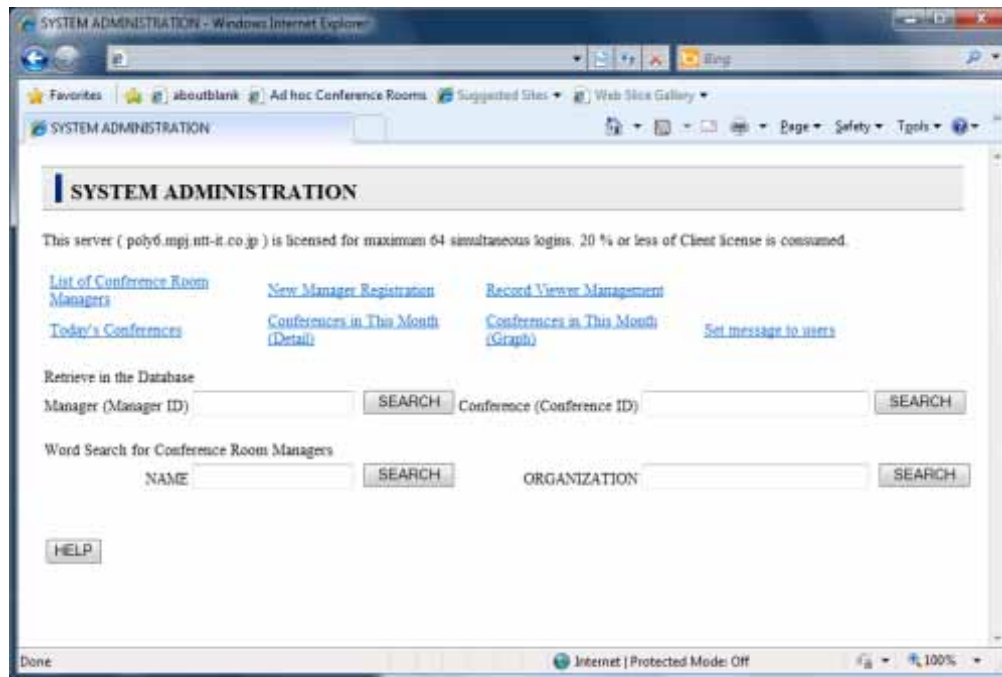 SYSTEM ADMINISTRATION - Windows Internet Explorer
Bing
Favorites aboutblank Ad hoc Conference Rooms Suggested Sites Web Slice Gallery
SYSTEM ADMINISTRATION Page Safety Tools
SYSTEM ADMINISTRATION
This server ( poly6.mpj.ntt-it.co.jp ) is licensed for maximum 64 simultaneous logins. 20 % or less of Client license is consumed.
List of Conference Room Managers
New Manager Registration
Record Viewer Management
Today's Conferences
Conferences in This Month (Detail)
Conferences in This Month (Graph)
Set message to users
Retrieve in the Database
Manager (Manager ID) SEARCH Conference (Conference ID) SEARCH
Word Search for Conference Room Managers
NAME SEARCH ORGANIZATION SEARCH
HELP
Done Internet | Protected Mode: Off 100%